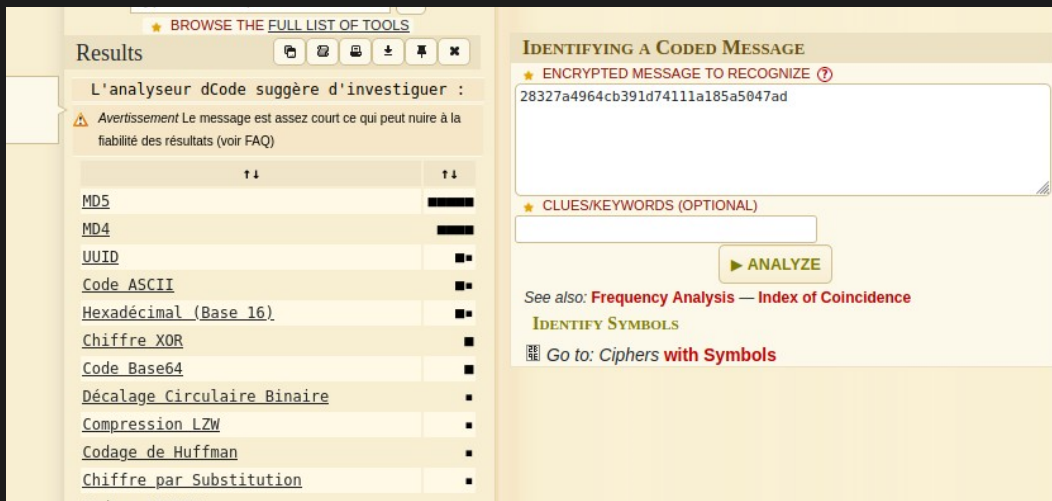 BROWSE THE FULL LIST OF TOOLS
Results
L'analyseur dCode suggère d'investiguer :
Avertissement Le message est assez court ce qui peut nuire à la
fiabilité des résultats (voir FAQ)
↑↓ ↑↓
MD5
MD4
UUID
Code ASCII
Hexadécimal (Base 16)
Chiffre XOR
Code Base64
Décalage Circulaire Binaire
Compression LZW
Codage de Huffman
Chiffre par Substitution
IDENTIFYING A CODED MESSAGE
ENCRYPTED MESSAGE TO RECOGNIZE ?
28327a4964cb391d74111a185a5047ad
CLUES/KEYWORDS (OPTIONAL)
▶ ANALYZE
See also: Frequency Analysis — Index of Coincidence
IDENTIFY SYMBOLS
Go to: Ciphers with Symbols